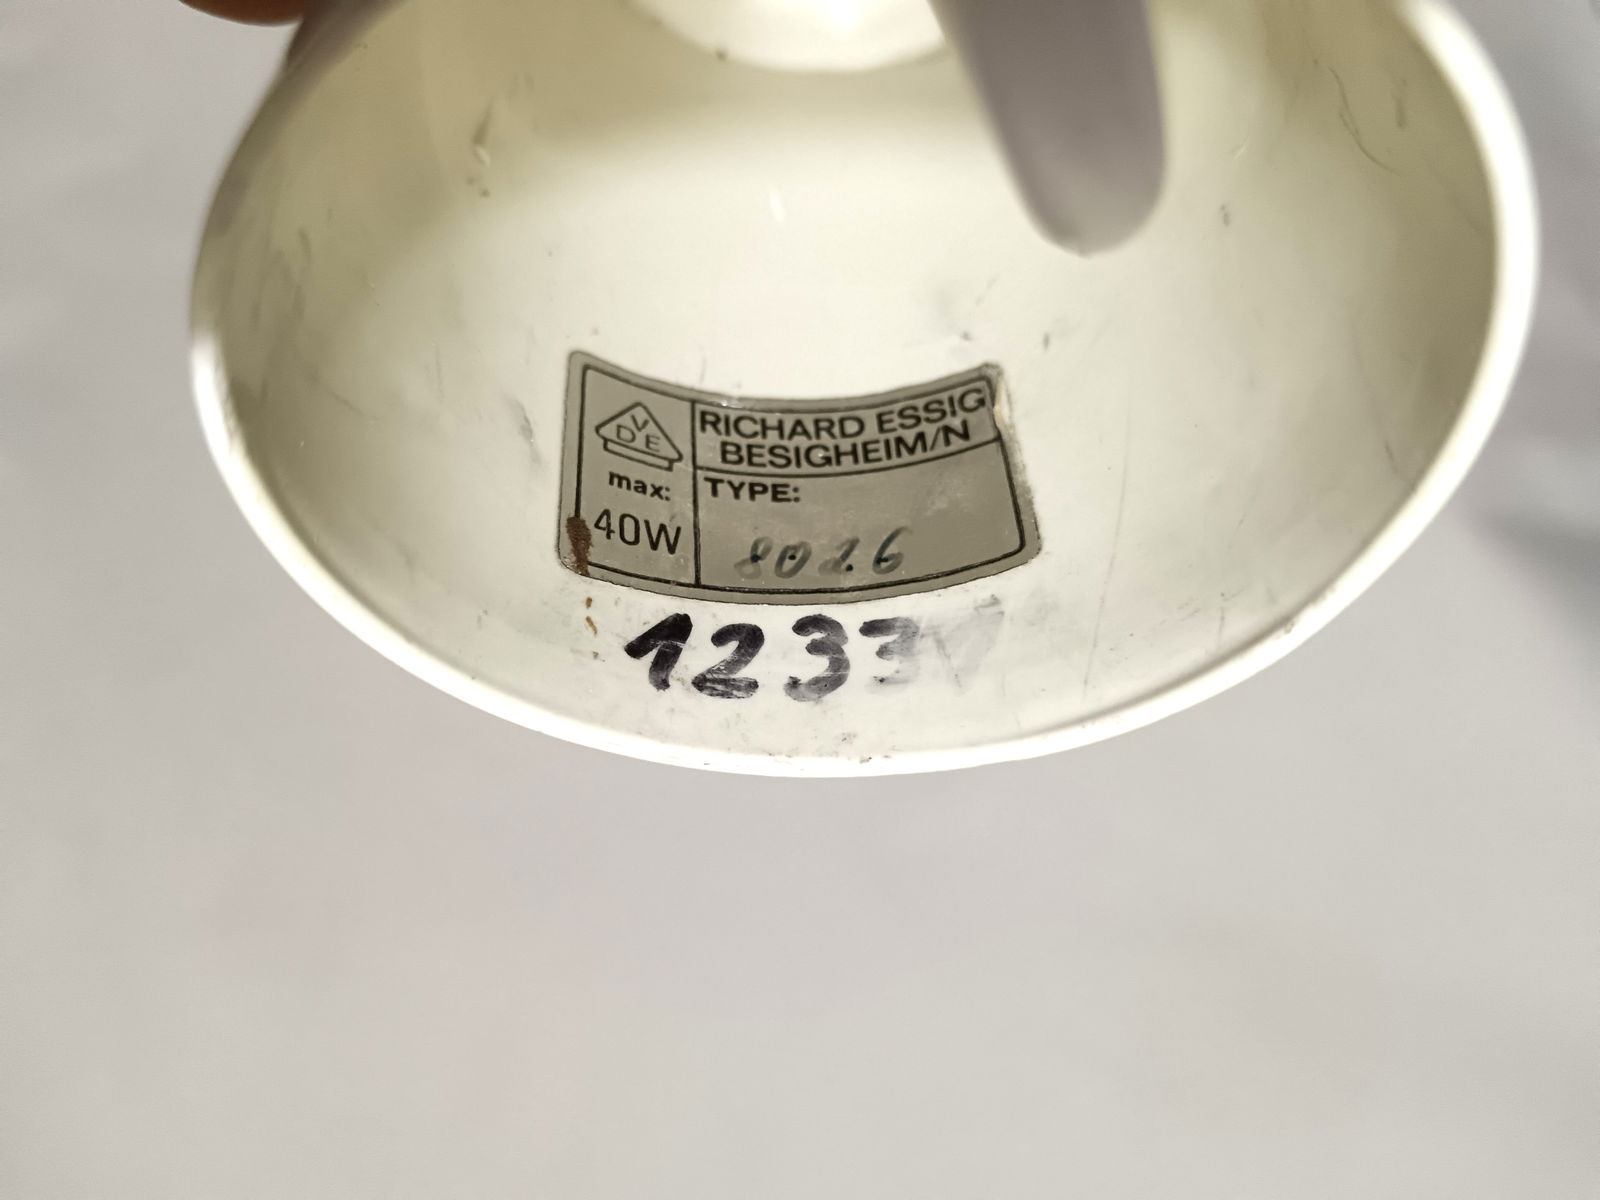 VDE
RICHARD ESSIG
BESIGHEIM/N
max:
40W
TYPE:
8026
1233